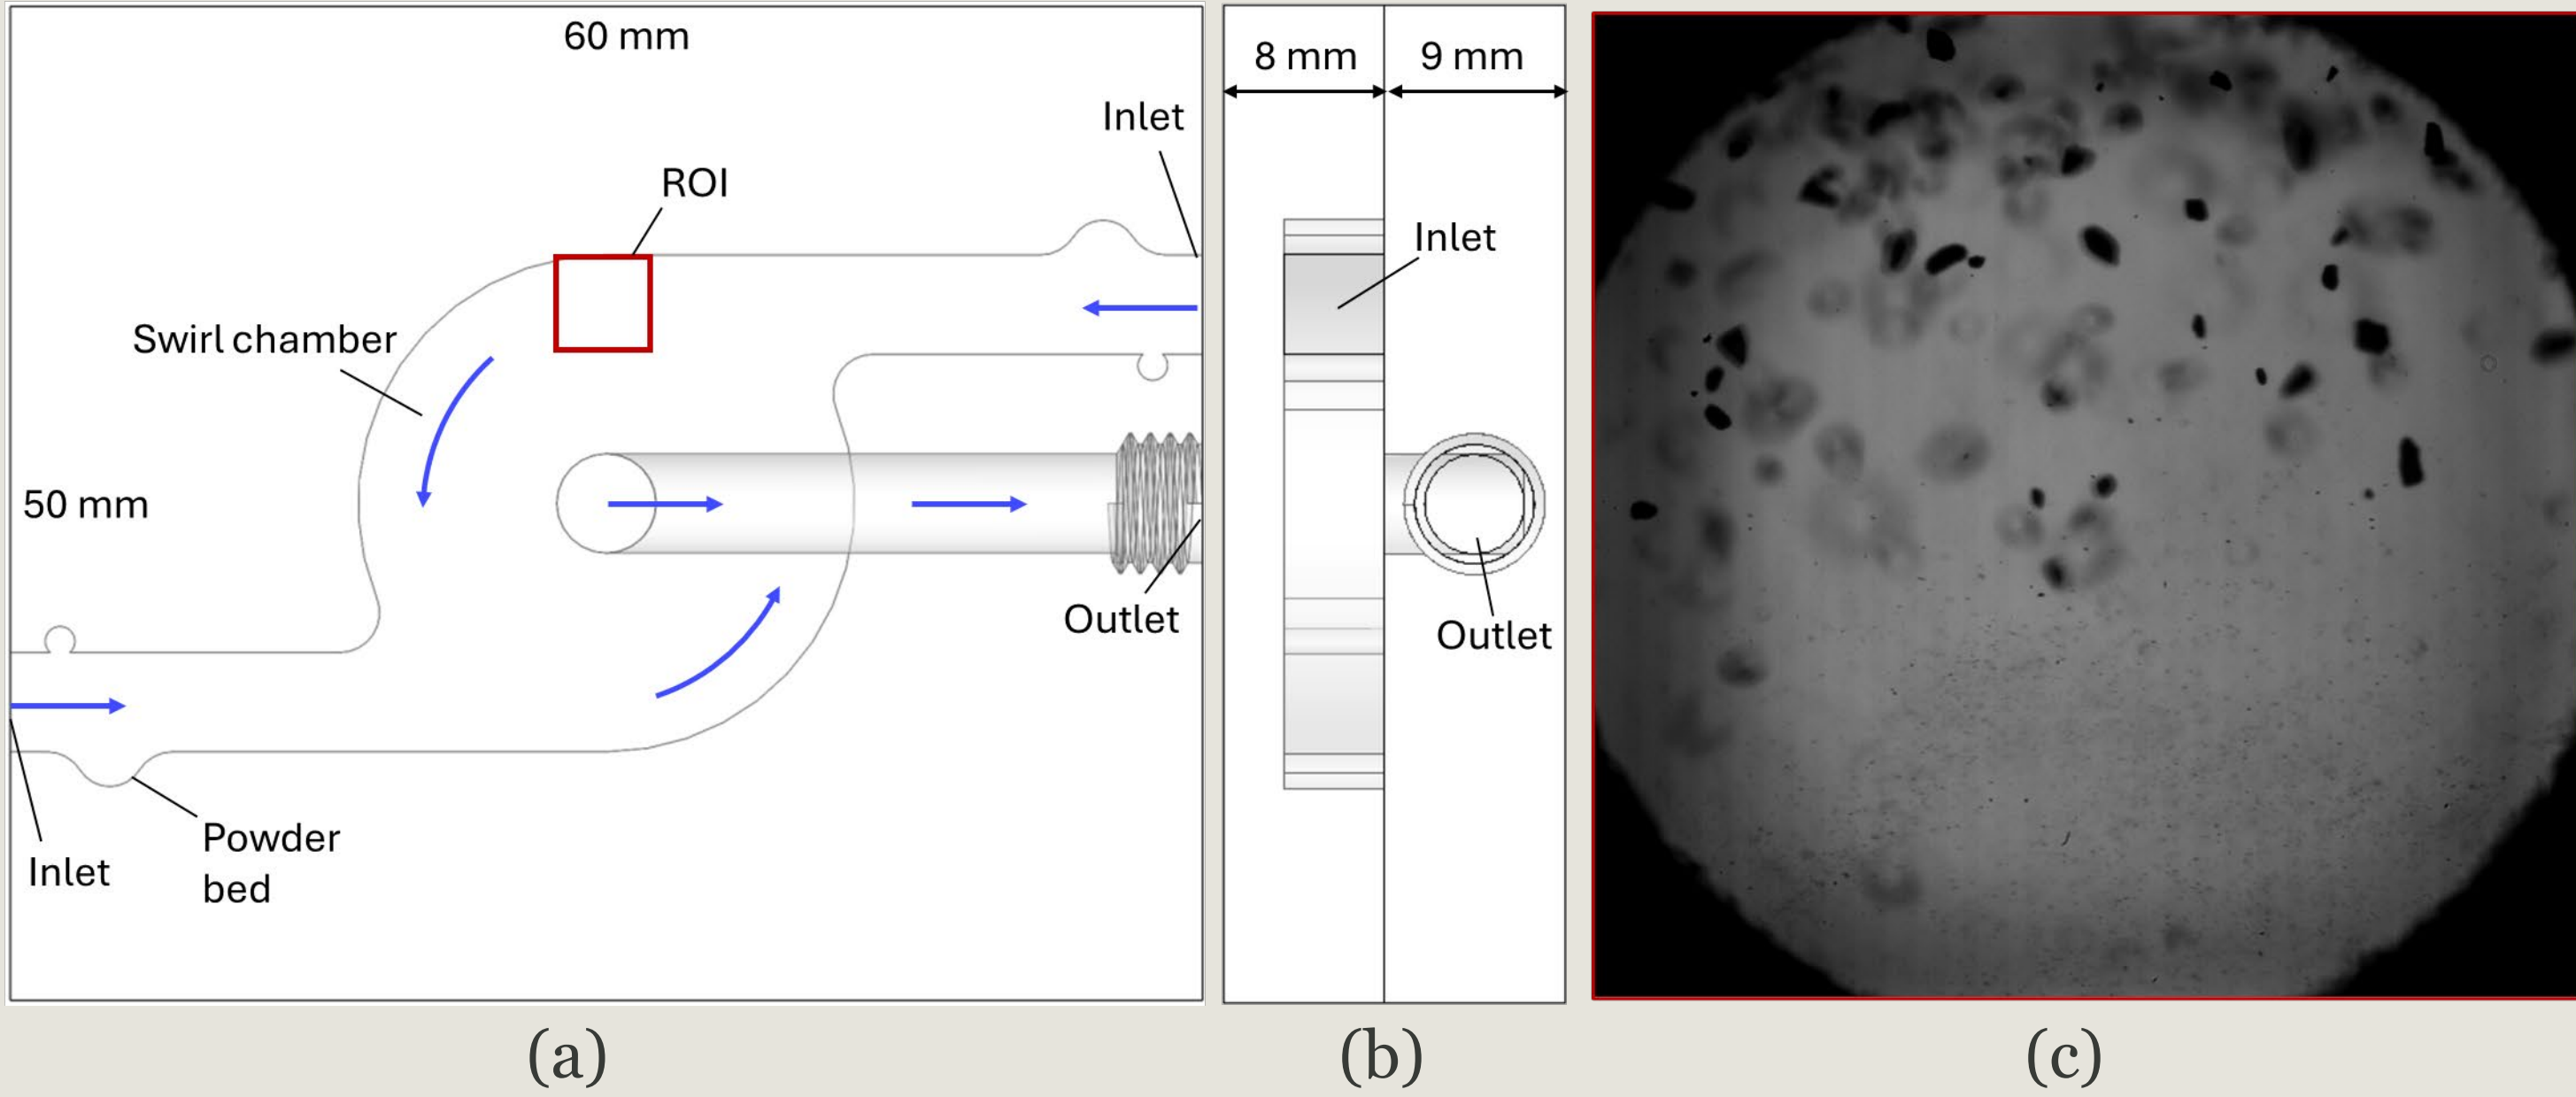 60 mm
Inlet
ROI
Swirl chamber
50 mm
Outlet
Powder
bed
Inlet
8 mm
9 mm
Inlet
Outlet
(a)
(b)
(c)